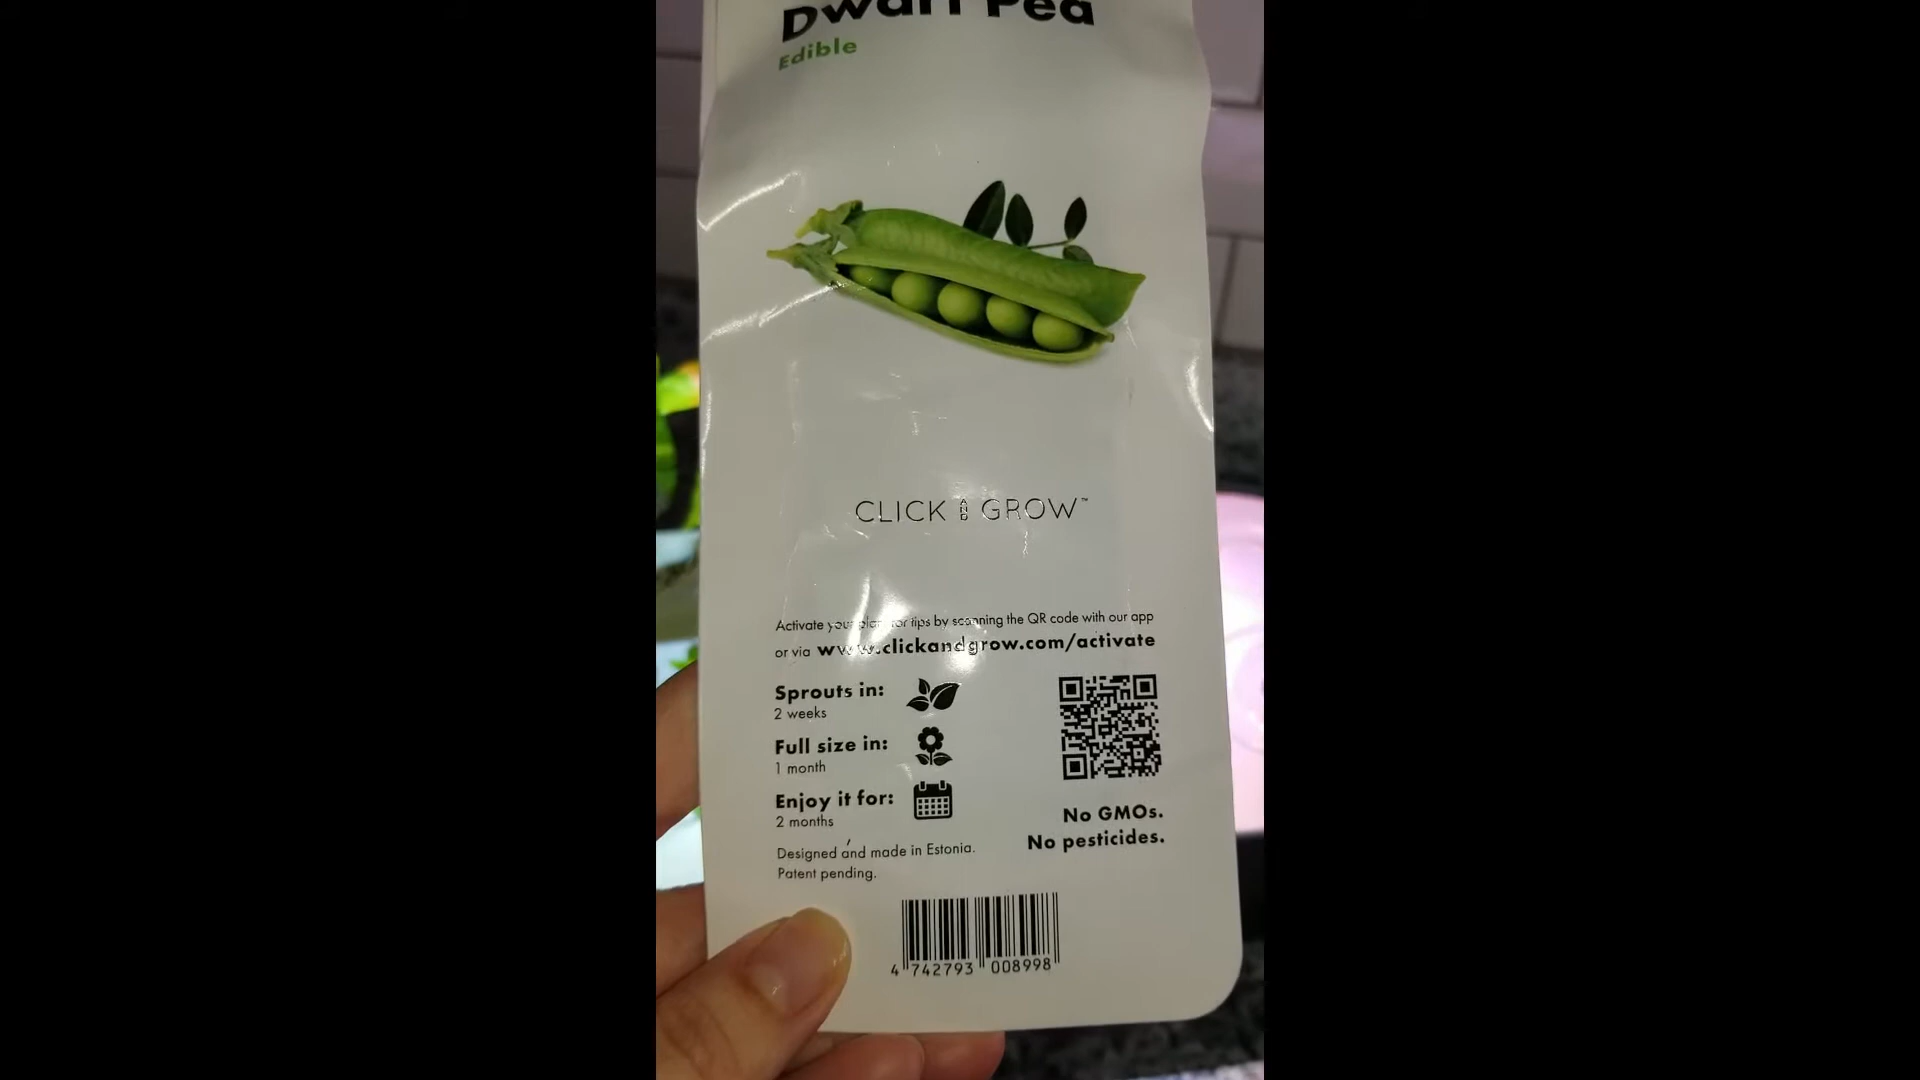 Dwarf Pea
Edible
CLICK AND GROW™
Activate your plant for tips by scanning the QR code with our app
or via www.clickandgrow.com/activate
Sprouts in:
2 weeks
Full size in:
1 month
Enjoy it for:
2 months
No GMOs.
No pesticides.
Designed and made in Estonia.
Patent pending.
4 742793 008998